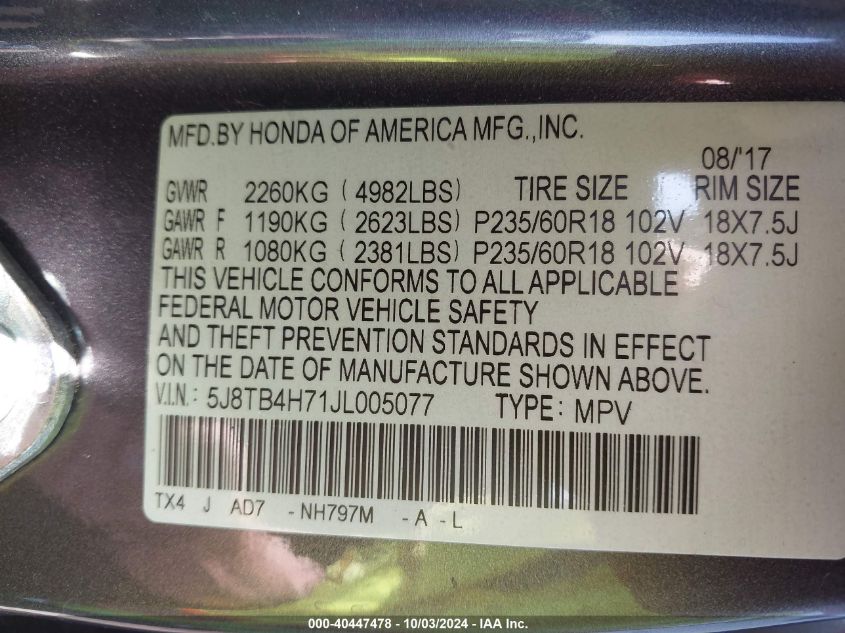 MFD.BY HONDA OF AMERICA MFG.,INC.
08/'17
GVWR 2260KG ( 4982LBS) TIRE SIZE RIM SIZE
GAWR F 1190KG ( 2623LBS) P235/60R18 102V 18X7.5J
GAWR R 1080KG ( 2381LBS) P235/60R18 102V 18X7.5J
THIS VEHICLE CONFORMS TO ALL APPLICABLE
FEDERAL MOTOR VEHICLE SAFETY
AND THEFT PREVENTION STANDARDS IN EFFECT
ON THE DATE OF MANUFACTURE SHOWN ABOVE.
V.I.N.: 5J8TB4H71JL005077 TYPE: MPV
TX4 J AD7 -NH797M -A -L
000-40447478 - 10/03/2024 - IAA Inc.